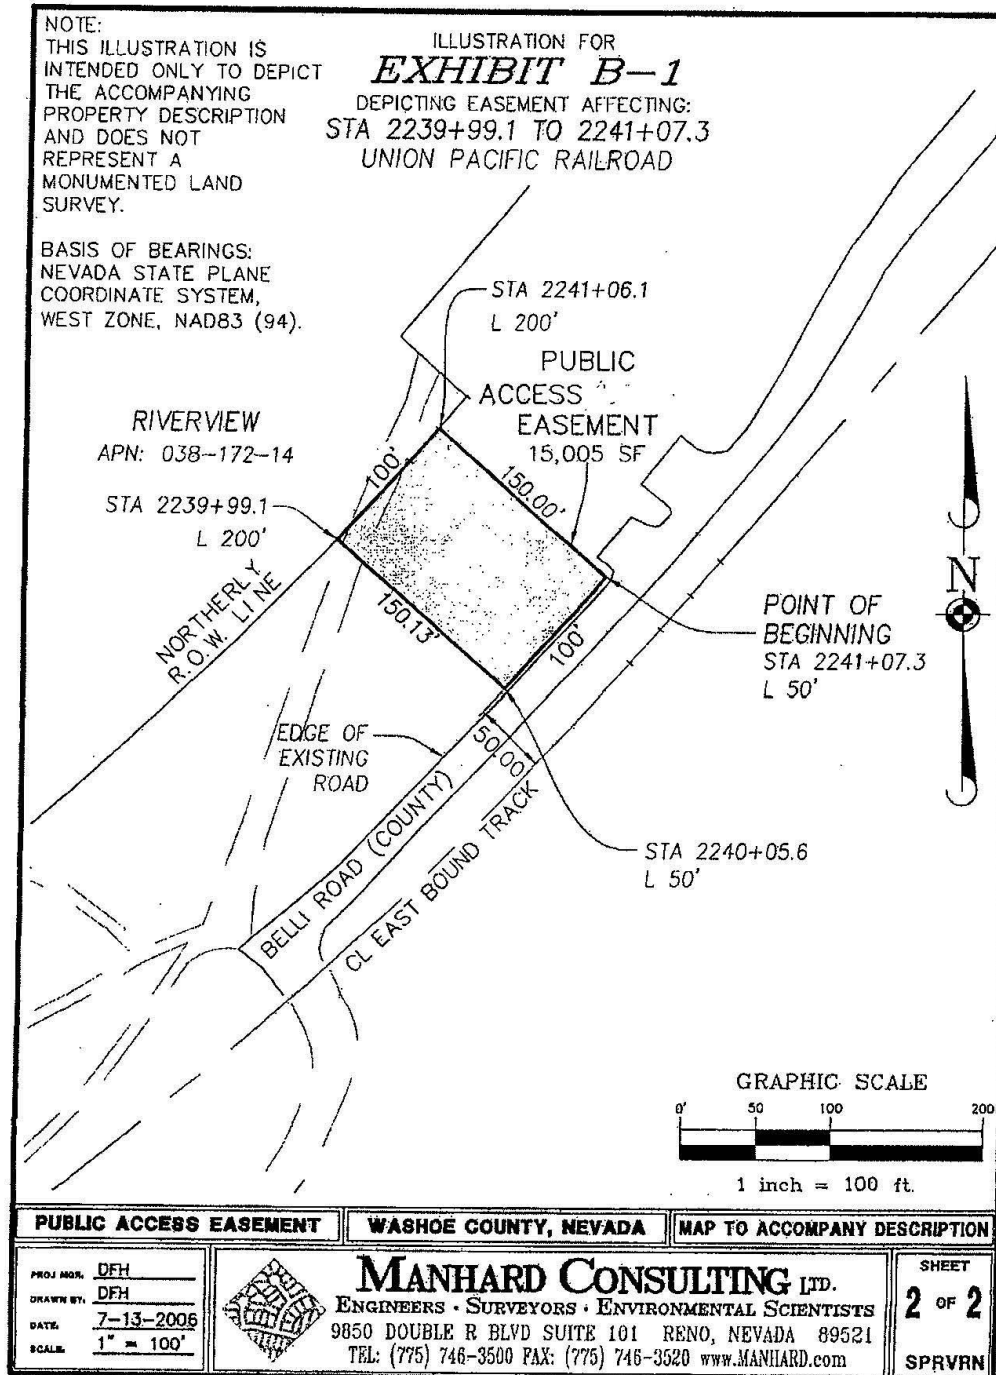 NOTE:
THIS ILLUSTRATION IS
INTENDED ONLY TO DEPICT
THE ACCOMPANYING
PROPERTY DESCRIPTION
AND DOES NOT
REPRESENT A
MONUMENTED LAND
SURVEY.
BASIS OF BEARINGS:
NEVADA STATE PLANE
COORDINATE SYSTEM,
WEST ZONE, NAD83 (94).
ILLUSTRATION FOR
EXHIBIT B-1
DEPICTING EASEMENT AFFECTING:
STA 2239+99.1 TO 2241+07.3
UNION PACIFIC RAILROAD
STA 2241+06.1
L 200'
PUBLIC
ACCESS
EASEMENT
15,005 SF
RIVERVIEW
APN: 038-172-14
STA 2239+99.1
L 200'
100'
150.00'
150.13'
100'
NORTHERLY
R.O.W. LINE
N
POINT OF
BEGINNING
STA 2241+07.3
L 50'
EDGE OF
EXISTING
ROAD
50.00'
BELLI ROAD (COUNTY)
CL EAST BOUND TRACK
STA 2240+05.6
L 50'
GRAPHIC SCALE
0' 50 100 200
1 inch = 100 ft.
PUBLIC ACCESS EASEMENT
WASHOE COUNTY, NEVADA
MAP TO ACCOMPANY DESCRIPTION
PROJ MGR. DFH
DRAWN BY: DFH
DATE: 7-13-2006
SCALE: 1" = 100'
MANHARD CONSULTING LTD.
ENGINEERS · SURVEYORS · ENVIRONMENTAL SCIENTISTS
9850 DOUBLE R BLVD SUITE 101 RENO, NEVADA 89521
TEL: (775) 746-3500 FAX: (775) 746-3520 www.MANHARD.com
SHEET
2 OF 2
SPRVRN